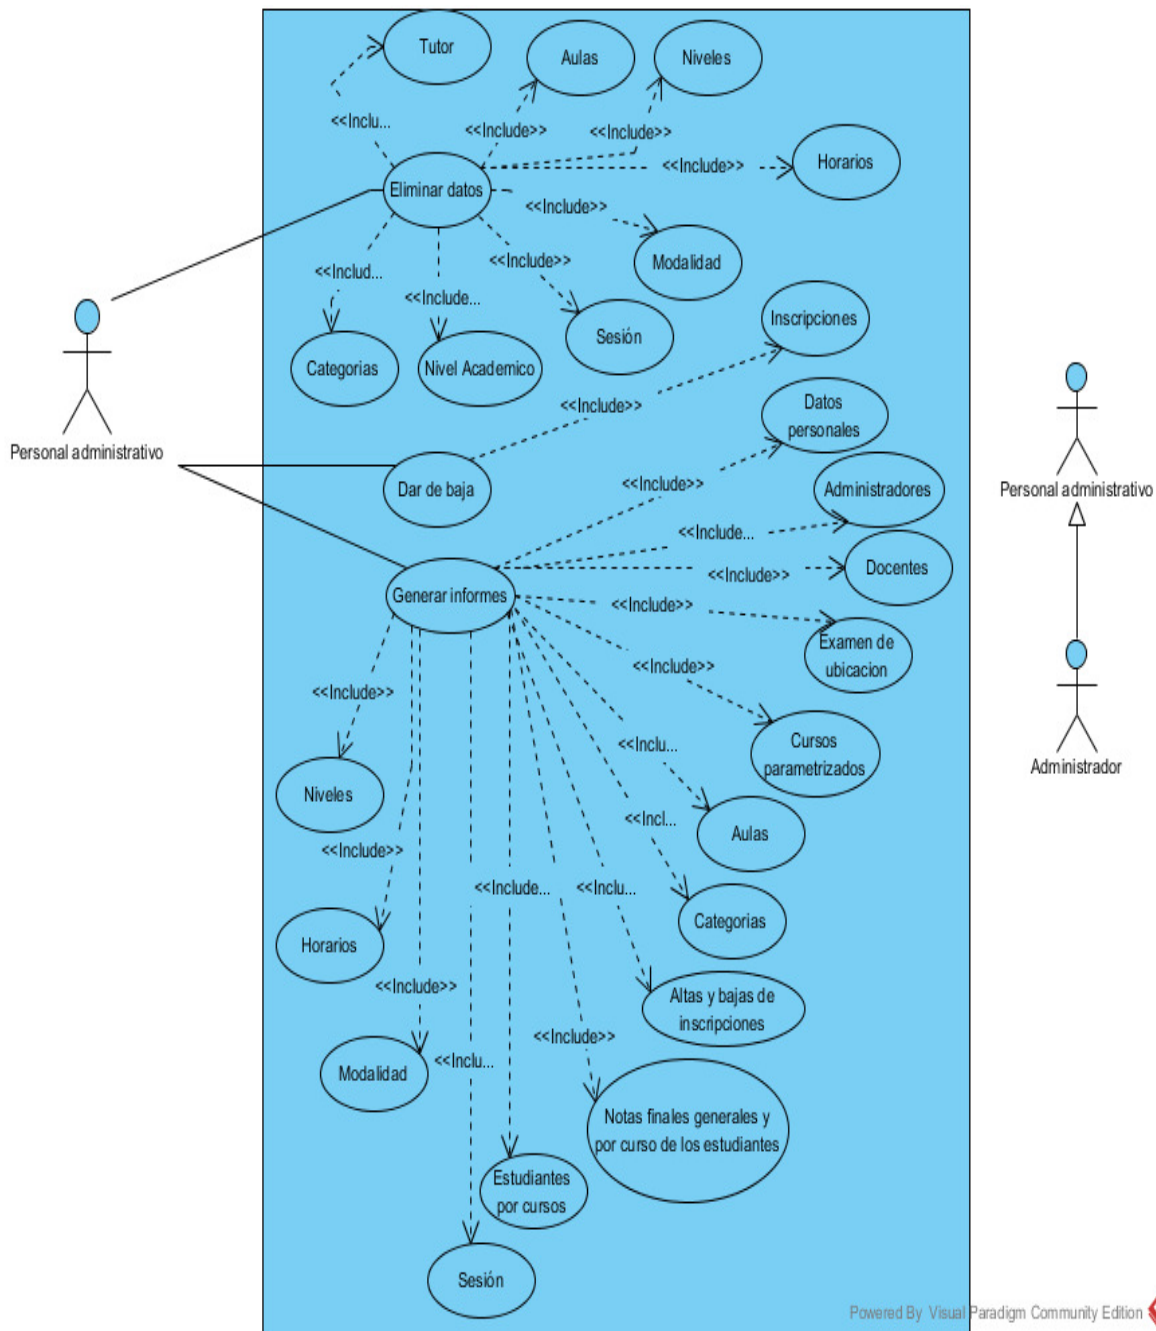 Tutor
Aulas
Niveles
<<Inclu...
<<Include>>
<<Include>>
Horarios
<<Include>>
Eliminar datos
<<Include>>
<<Includ...
<<Include>>
Modalidad
<<Include...
Inscripciones
Sesión
Categorias
Nivel Academico
<<Include>>
Datos
personales
Personal administrativo
Dar de baja
<<Include>>
Administradores
Personal administrativo
<<Include...
Docentes
<<Include>>
Generar informes
<<Include>>
Examen de
ubicacion
<<Include>>
<<Include>>
<<Inclu...
Cursos
parametrizados
Administrador
Niveles
<<Incl...
Aulas
<<Include>>
<<Include...
<<Inclu...
Categorias
Horarios
<<Include>>
Altas y bajas de
inscripciones
<<Include>>
<<Inclu...
Modalidad
Notas finales generales y
por curso de los estudiantes
Estudiantes
por cursos
Sesión
Powered By Visual Paradigm Community Edition